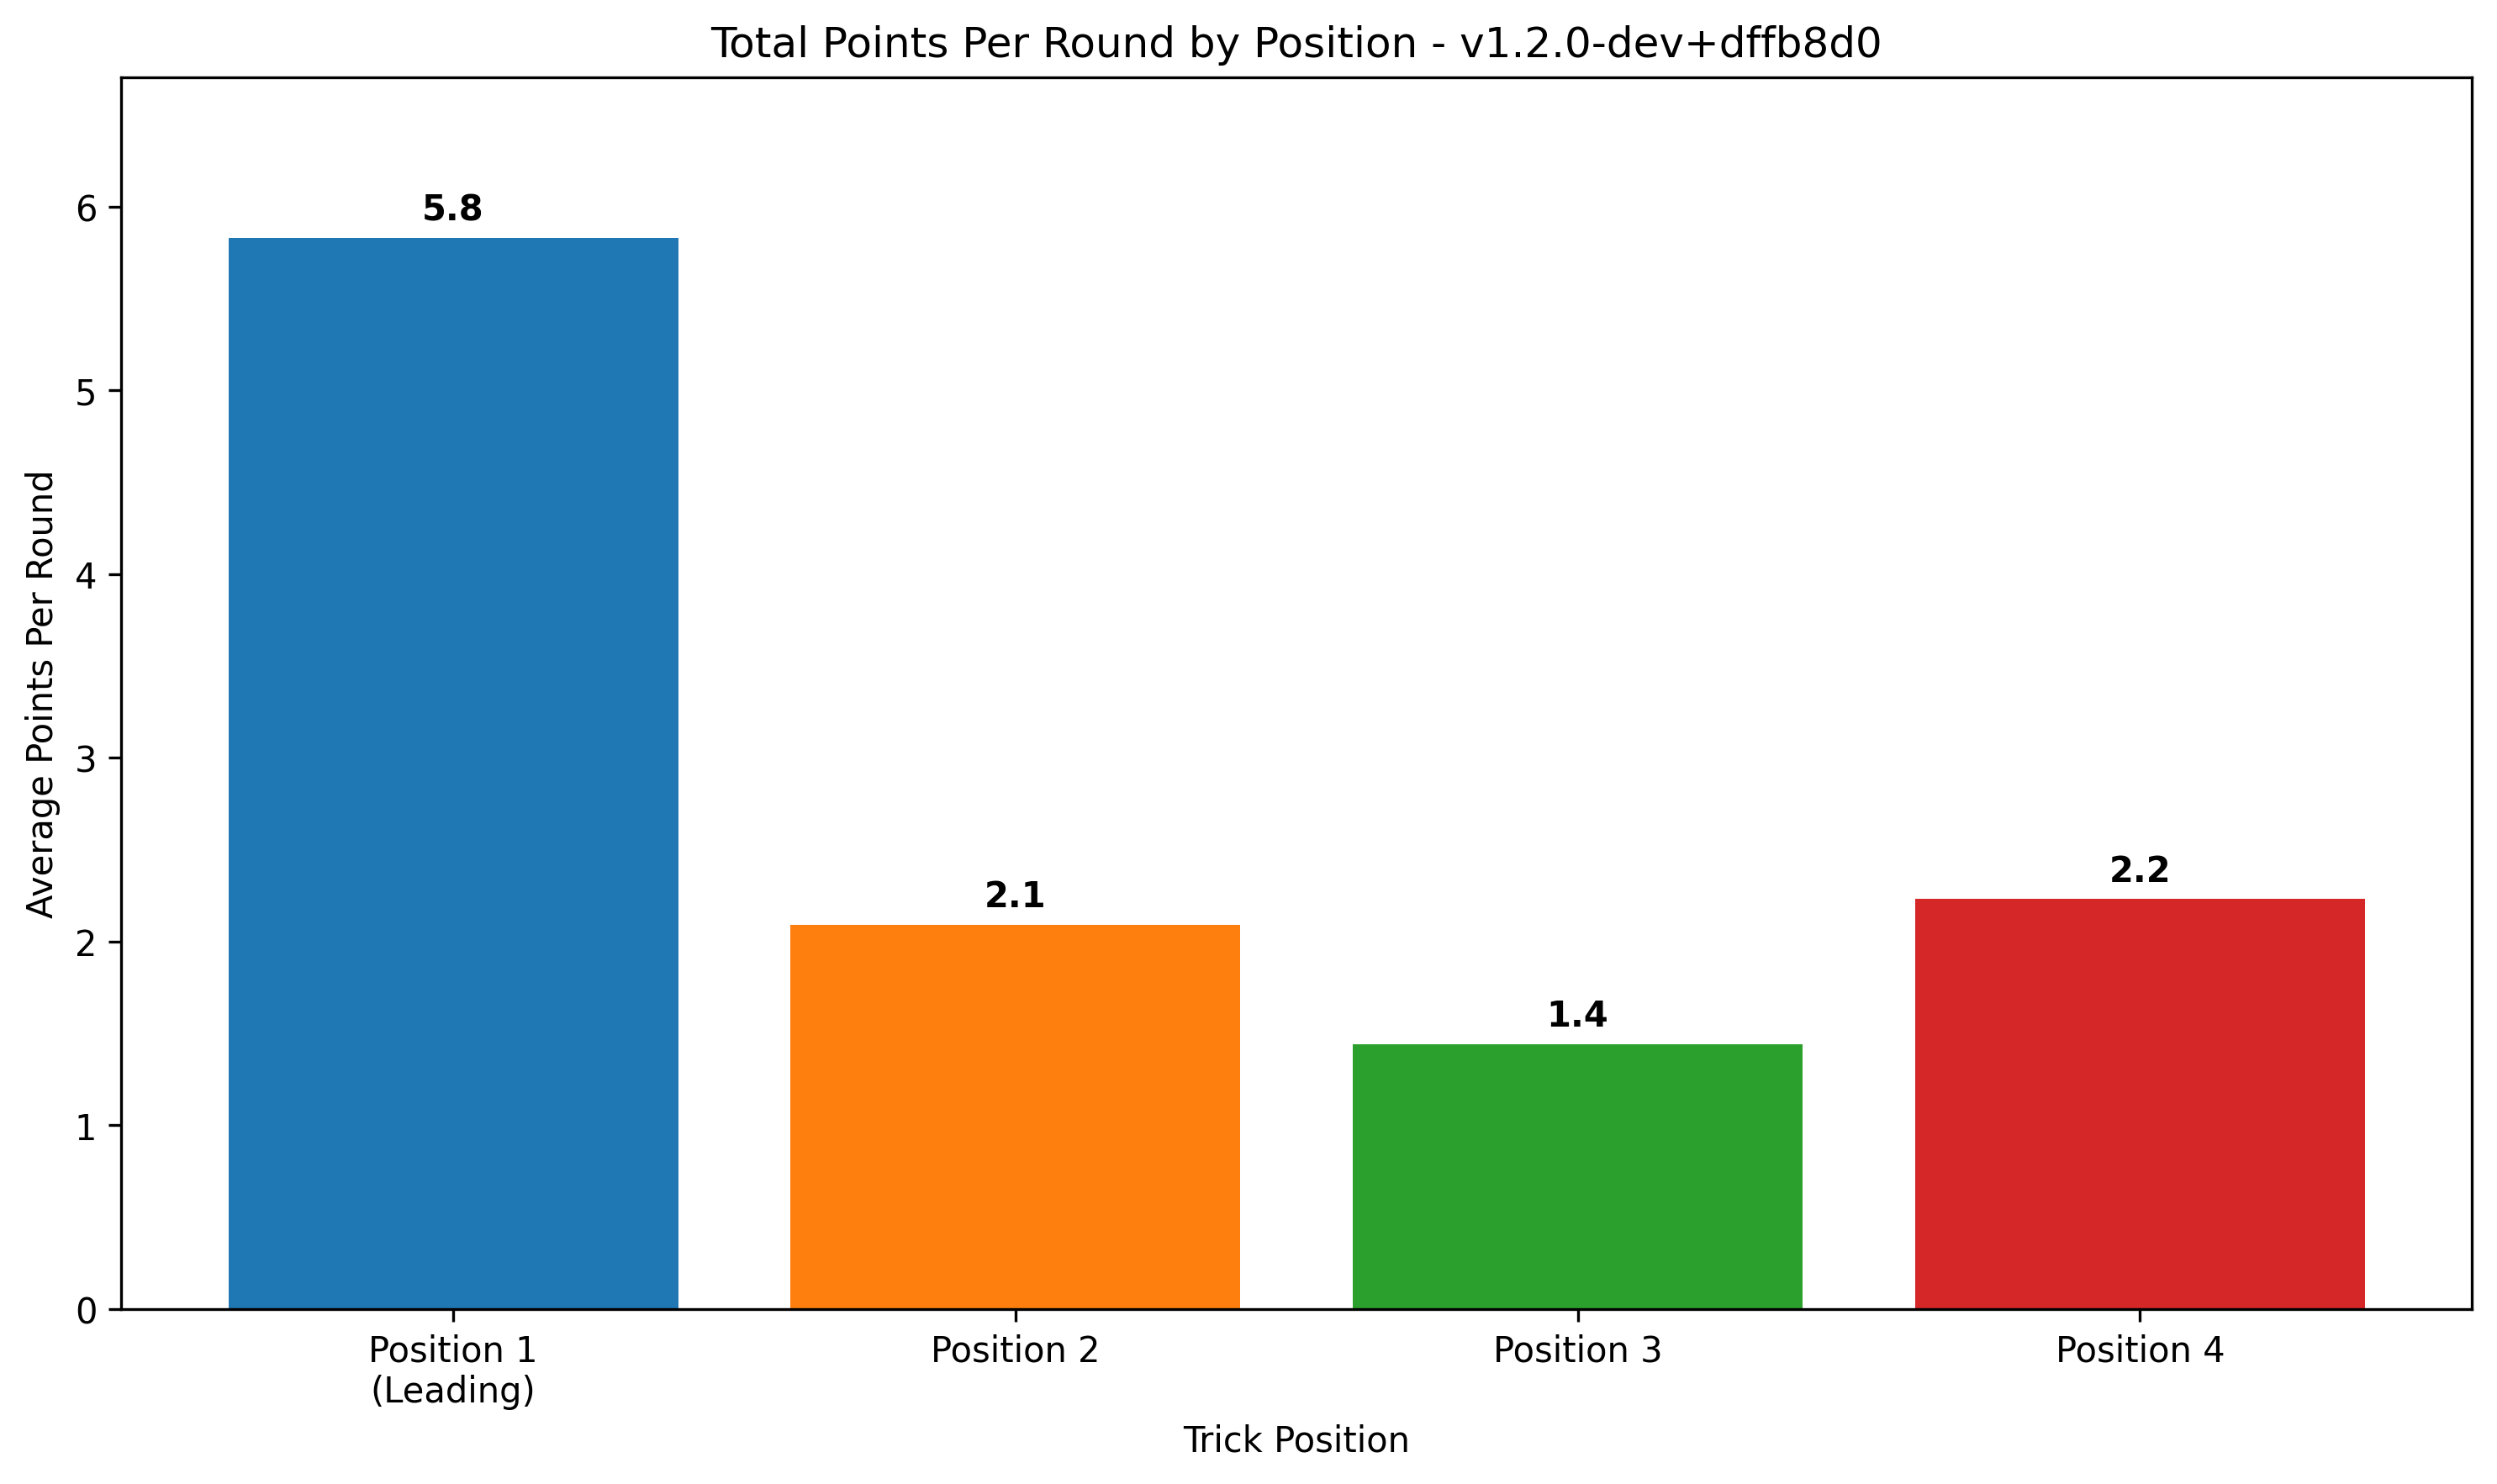 Total Points Per Round by Position - v1.2.0-dev+dffb8d0
Average Points Per Round
6
5
4
3
2
1
0
5.8
2.1
1.4
2.2
Position 1
(Leading)
Position 2
Position 3
Position 4
Trick Position